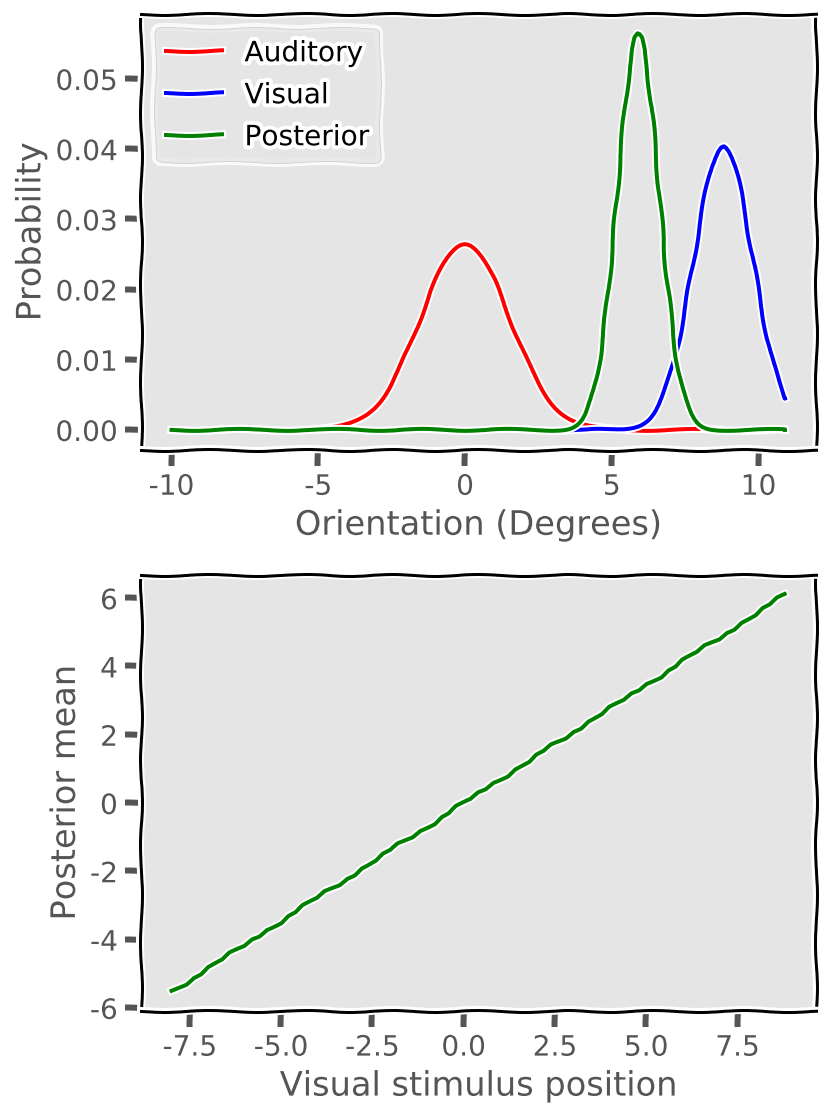 Auditory
Visual
Posterior
Probability
0.05
0.04
0.03
0.02
0.01
0.00
-10 -5 0 5 10
Orientation (Degrees)
Posterior mean
6
4
2
0
-2
-4
-6
-7.5 -5.0 -2.5 0.0 2.5 5.0 7.5
Visual stimulus position